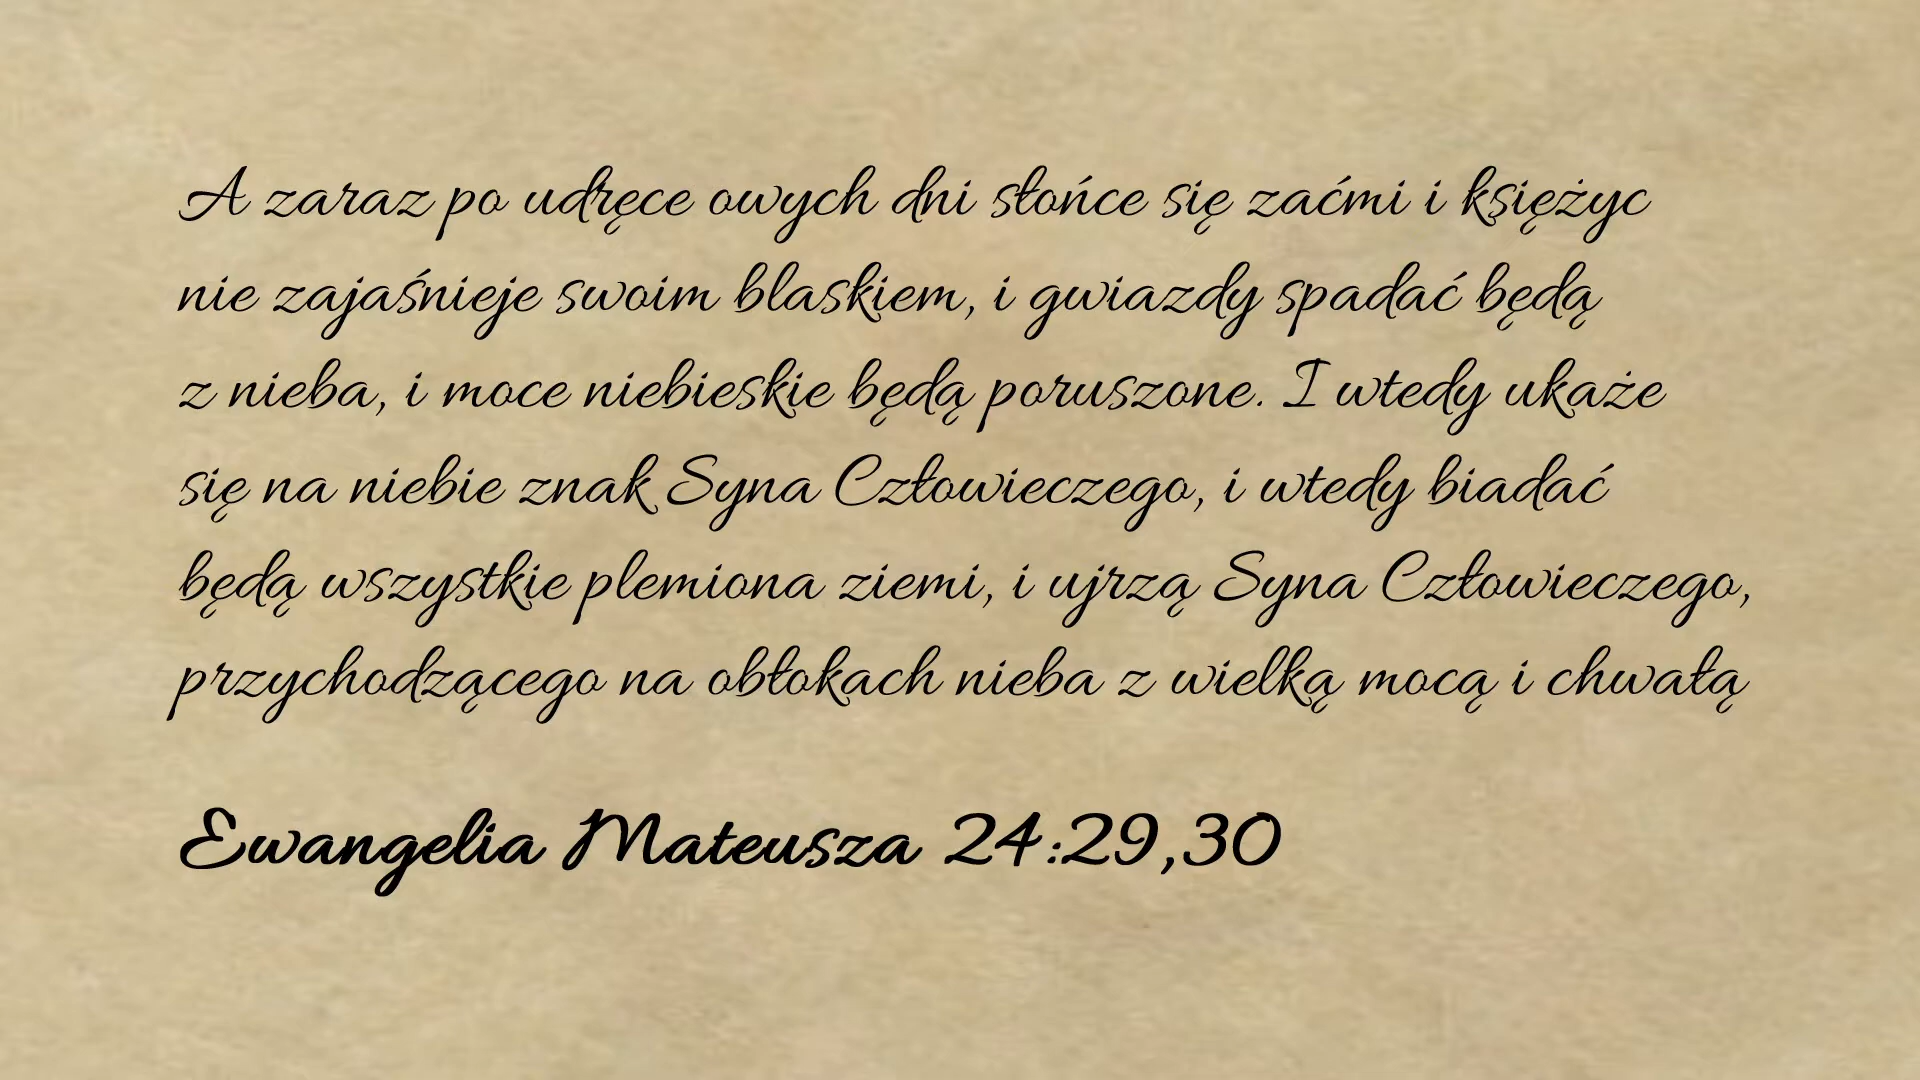 A zaraz po udręce owych dni słońce się zaćmi i księżyc
nie zajaśnieje swoim blaskiem, i gwiazdy spadać będą
z nieba, i moce niebieskie będą poruszone. I wtedy ukaże
się na niebie znak Syna Człowieczego, i wtedy biadać
będą wszystkie plemiona ziemi, i ujrzą Syna Człowieczego,
przychodzącego na obłokach nieba z wielką mocą i chwałą
Ewangelia Mateusza 24:29,30